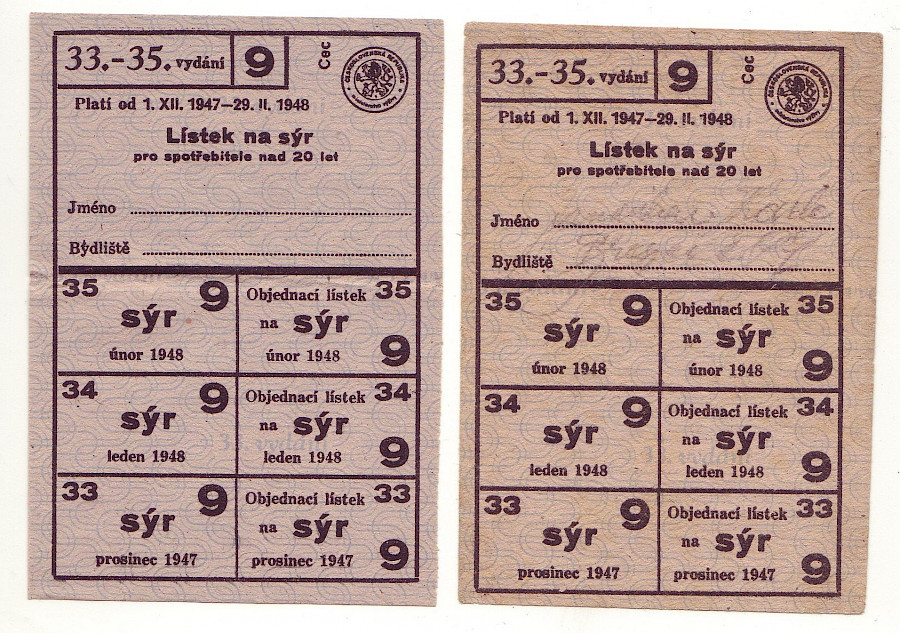 33.-35. vydání 9 Cec
ČESKOSLOVENSKÁ REPUBLIKA
Platí od 1. XII. 1947—29. II. 1948
Lístek na sýr
pro spotřebitele nad 20 let
Jméno
Bydliště
35 9
sýr
únor 1948
Objednací lístek 35
na sýr
únor 1948 9
34 9
sýr
leden 1948
Objednací lístek 34
na sýr
leden 1948 9
33 9
sýr
prosinec 1947
Objednací lístek 33
na sýr
prosinec 1947 9
33.-35. vydání 9 Cec
ČESKOSLOVENSKÁ REPUBLIKA
Platí od 1. XII. 1947—29. II. 1948
Lístek na sýr
pro spotřebitele nad 20 let
Jméno
Bydliště
35 9
sýr
únor 1948
Objednací lístek 35
na sýr
únor 1948 9
34 9
sýr
leden 1948
Objednací lístek 34
na sýr
leden 1948 9
33 9
sýr
prosinec 1947
Objednací lístek 33
na sýr
prosinec 1947 9